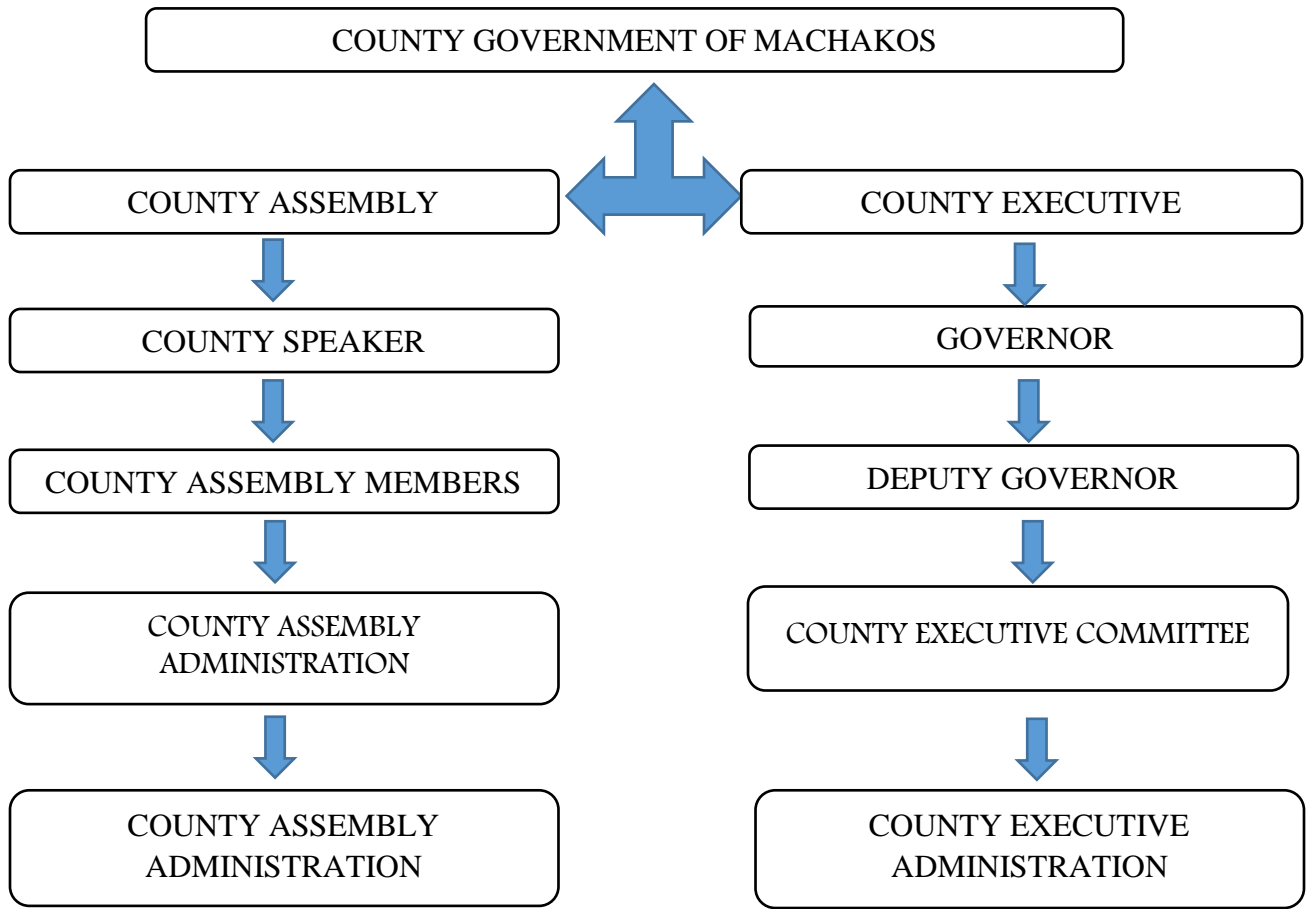 COUNTY GOVERNMENT OF MACHAKOS
COUNTY ASSEMBLY
COUNTY EXECUTIVE
COUNTY SPEAKER
GOVERNOR
COUNTY ASSEMBLY MEMBERS
DEPUTY GOVERNOR
COUNTY ASSEMBLY
ADMINISTRATION
COUNTY EXECUTIVE COMMITTEE
COUNTY ASSEMBLY
ADMINISTRATION
COUNTY EXECUTIVE
ADMINISTRATION